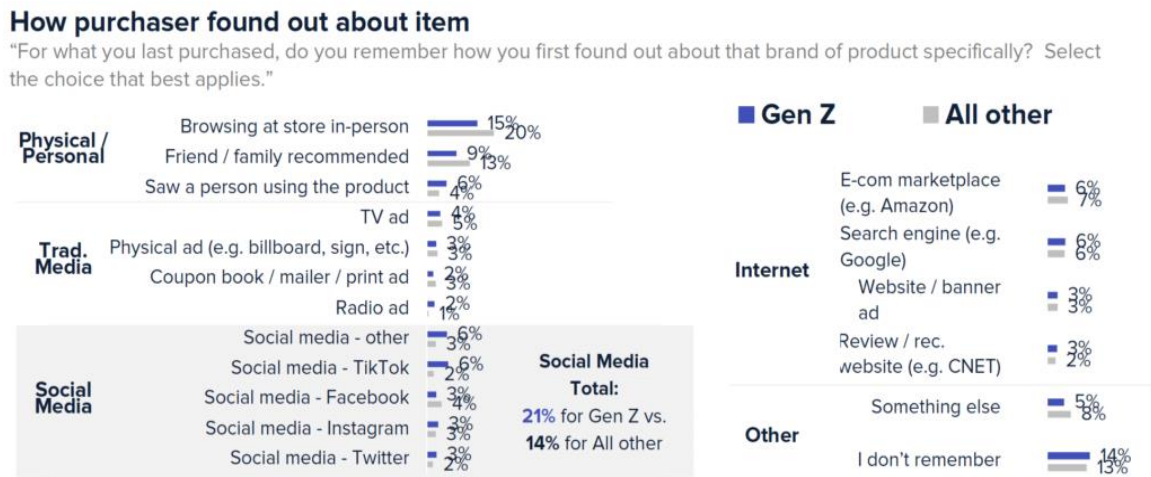 How purchaser found out about item
“For what you last purchased, do you remember how you first found out about that brand of product specifically?  Select
the choice that best applies.”
Gen Z
All other
Physical /
Personal
Browsing at store in-person
15%
20%
Friend / family recommended
9%
13%
Saw a person using the product
6%
4%
Trad.
Media
TV ad
4%
5%
Physical ad (e.g. billboard, sign, etc.)
3%
3%
Coupon book / mailer / print ad
2%
3%
Radio ad
2%
1%
Social
Media
Social media - other
6%
3%
Social media - TikTok
6%
2%
Social media - Facebook
3%
4%
Social media - Instagram
3%
3%
Social media - Twitter
3%
2%
Social Media
Total:
21% for Gen Z vs.
14% for All other
Internet
E-com marketplace
(e.g. Amazon)
6%
7%
Search engine (e.g.
Google)
6%
6%
Website / banner
ad
3%
3%
Review / rec.
website (e.g. CNET)
3%
2%
Other
Something else
5%
8%
I don’t remember
14%
13%